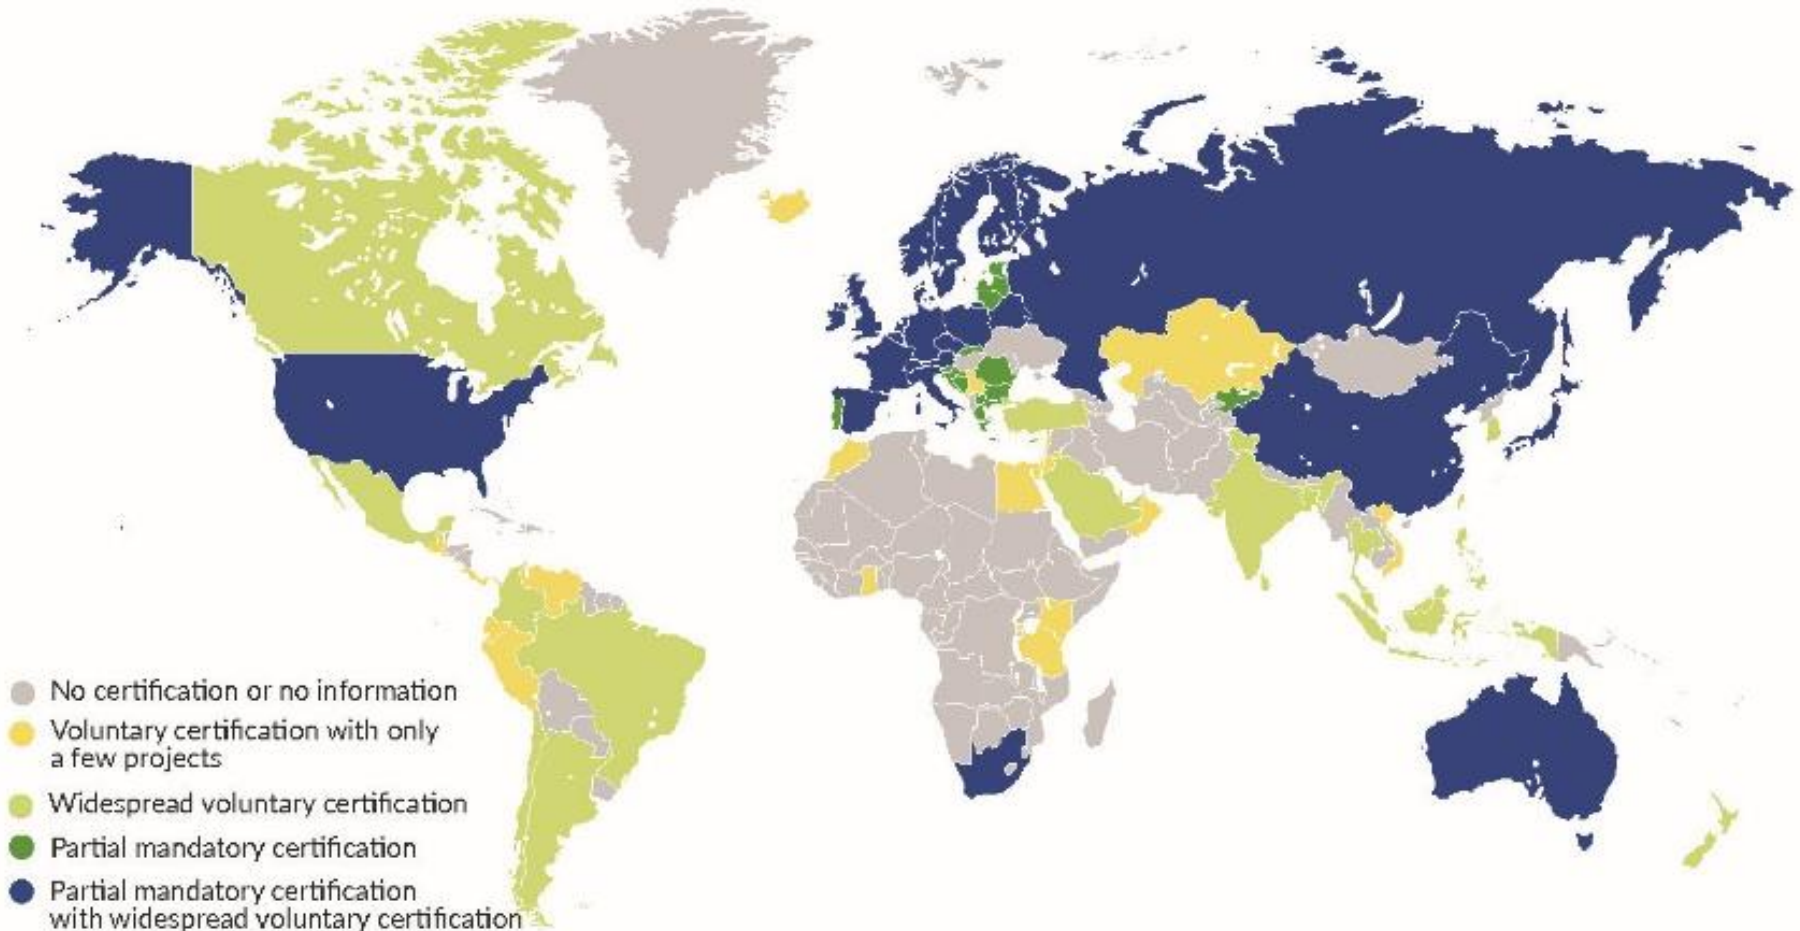 No certification or no information
Voluntary certification with only
a few projects
Widespread voluntary certification
Partial mandatory certification
Partial mandatory certification
with widespread voluntary certification